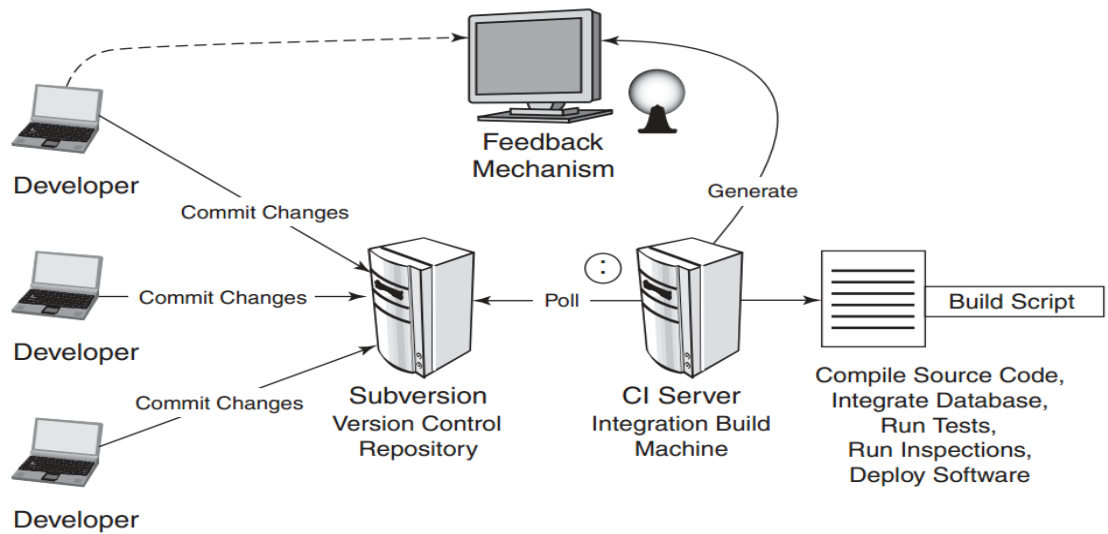 Feedback
Mechanism
Developer
Generate
Commit Changes
:
Developer
Commit Changes
Poll
Build Script
Subversion
Version Control
Repository
CI Server
Integration Build
Machine
Compile Source Code,
Integrate Database,
Run Tests,
Run Inspections,
Deploy Software
Commit Changes
Developer